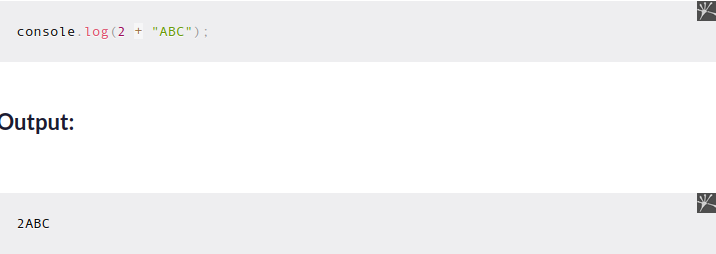 console.log(2 + "ABC");
Output:
2ABC